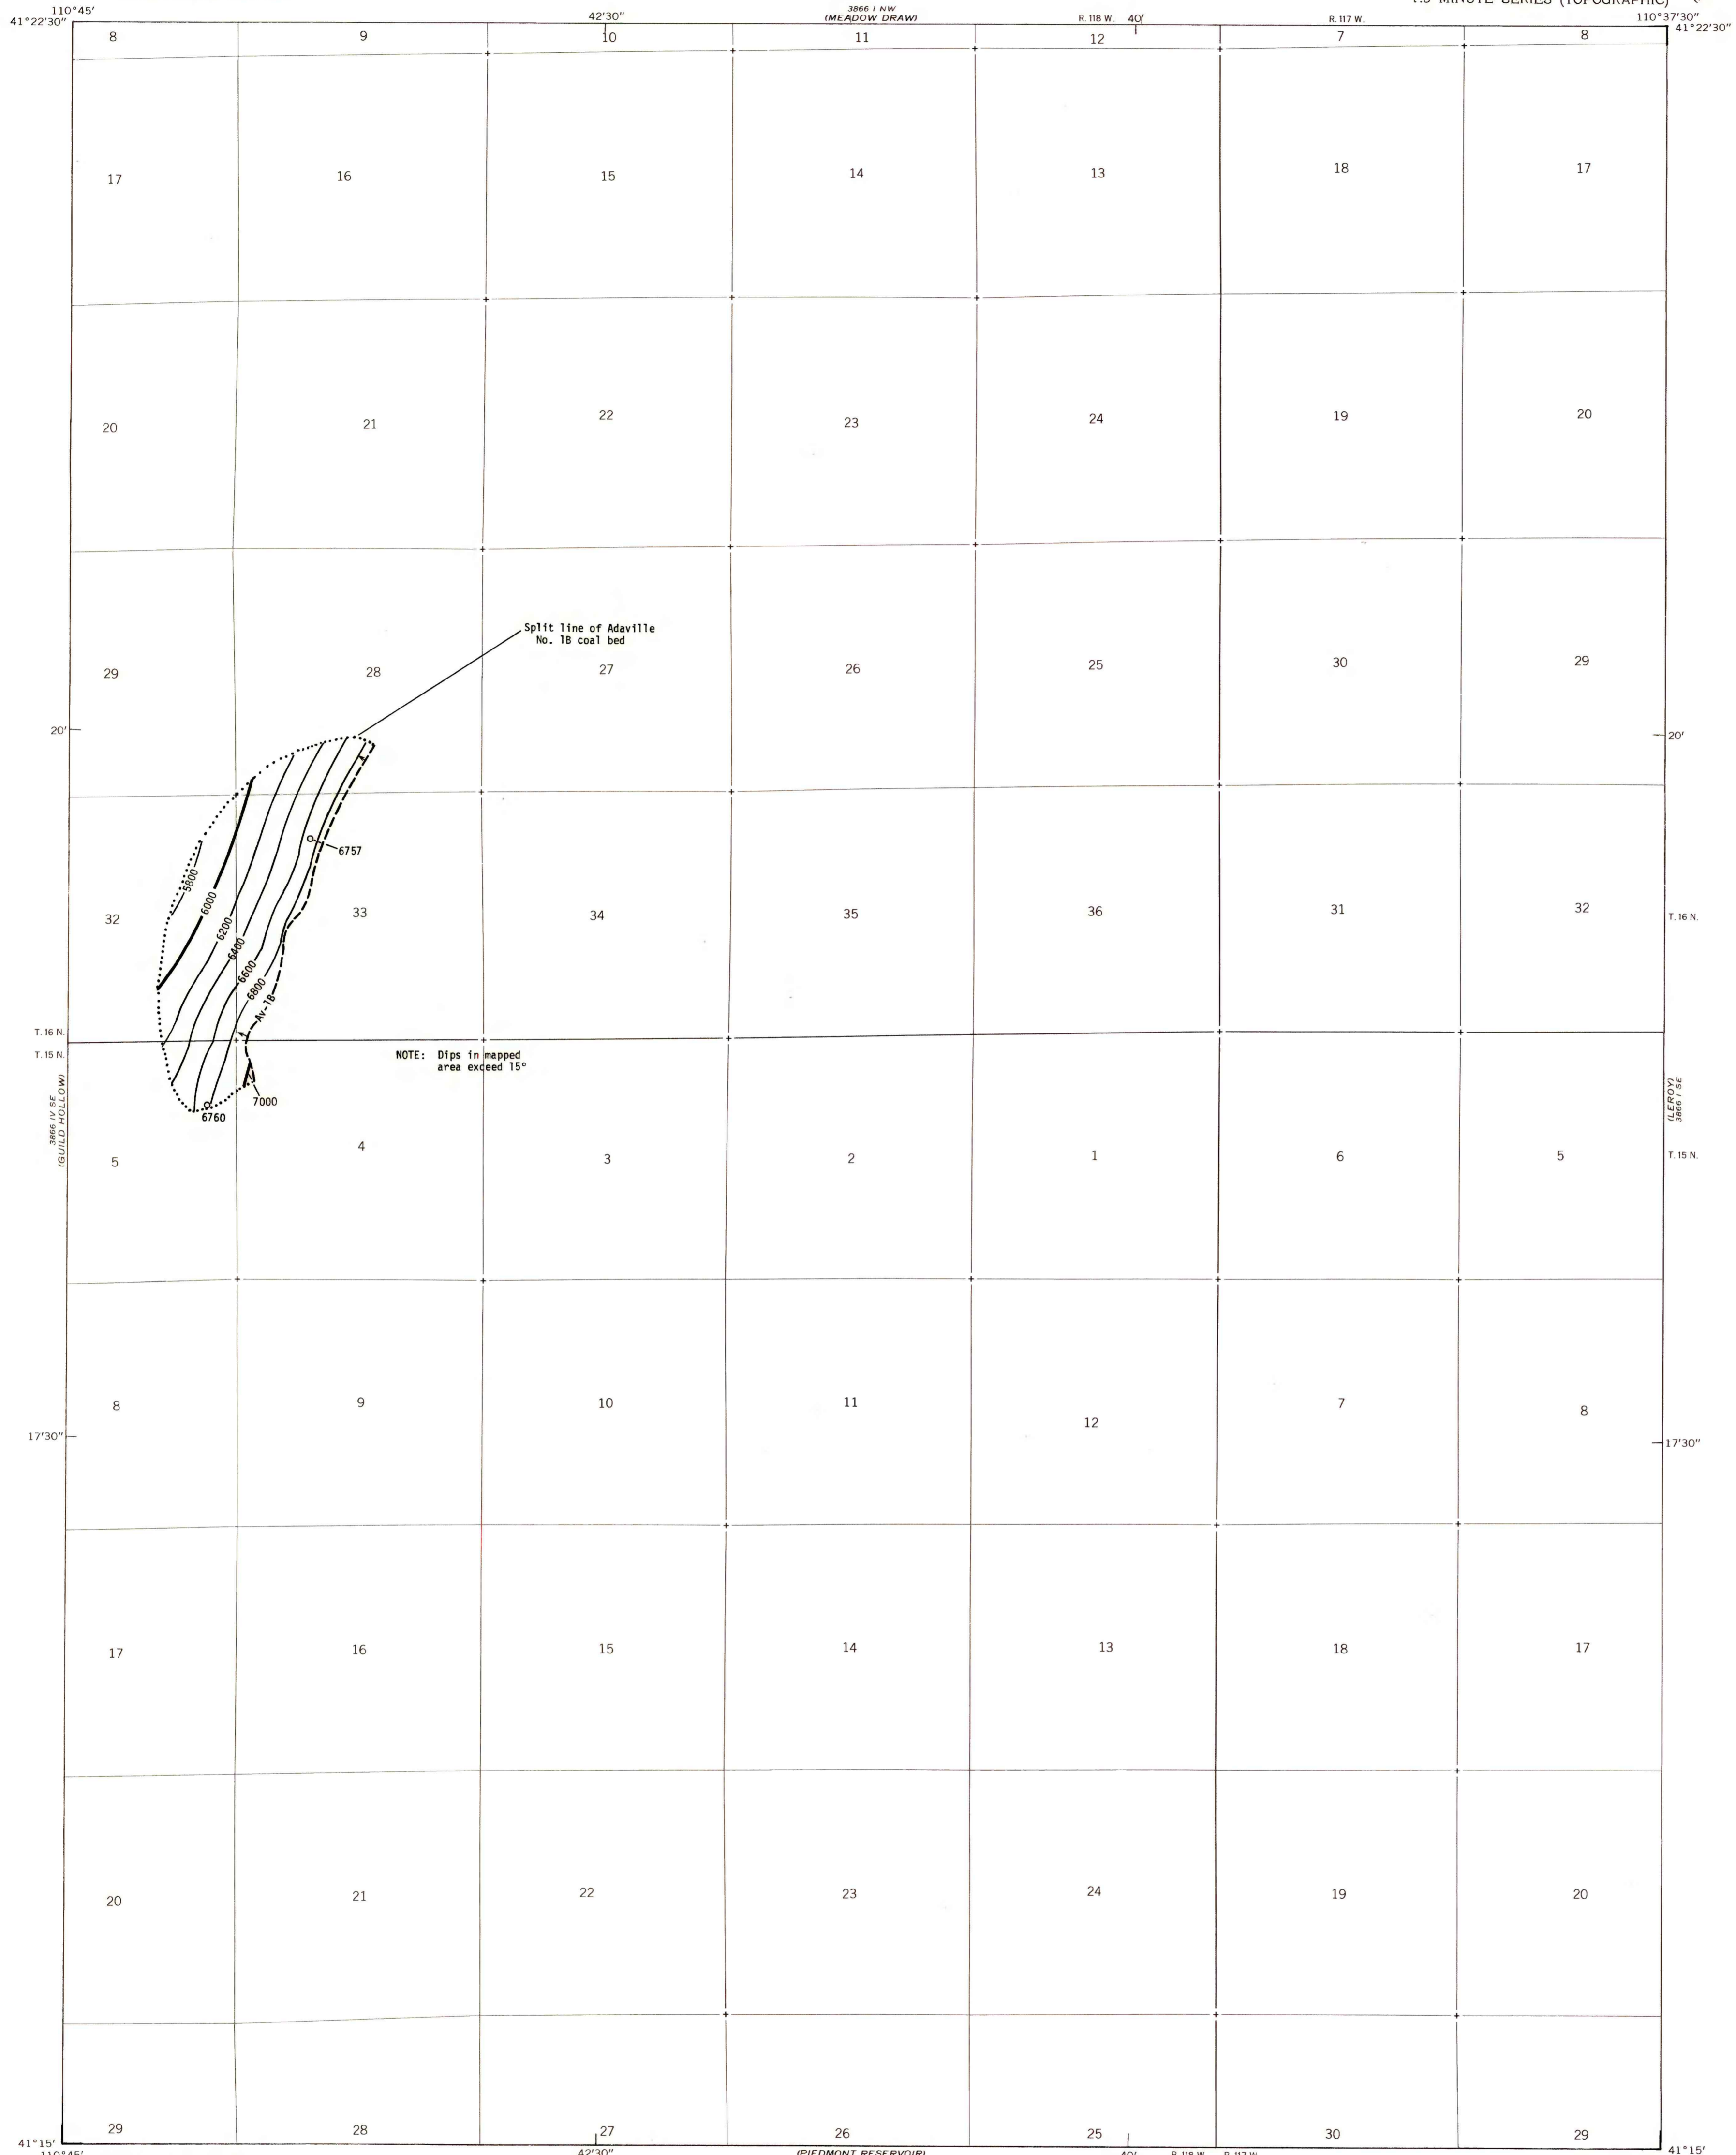 7.5 MINUTE SERIES (TOPOGRAPHIC)
110°45′
42′30″
3866 I NW
(MEADOW DRAW)
R. 118 W. 40′
R. 117 W.
110°37′30″
41°22′30″
41°22′30″
8 9 10 11 12 7 8
17 16 15 14 13 18 17
20 21 22 23 24 19 20
Split line of Adaville
No. 1B coal bed
29 28 27 26 25 30 29
20′
20′
6757
5800
6000
32 33 34 35 36 31 32
T. 16 N.
6200
6400
6600
6800
Av-1B
T. 16 N.
T. 15 N.
NOTE: Dips in mapped
area exceed 15°
7000
6760
3866 IV SE
(GUILD HOLLOW)
(LEROY)
3866 I SE
5 4 3 2 1 6 5
T. 15 N.
8 9 10 11 12 7 8
17′30″
17′30″
17 16 15 14 13 18 17
20 21 22 23 24 19 20
29 28 27 26 25 30 29
41°15′
41°15′
110°45′
42′30″
(PIEDMONT RESERVOIR)
40′
R. 118 W.
R. 117 W.